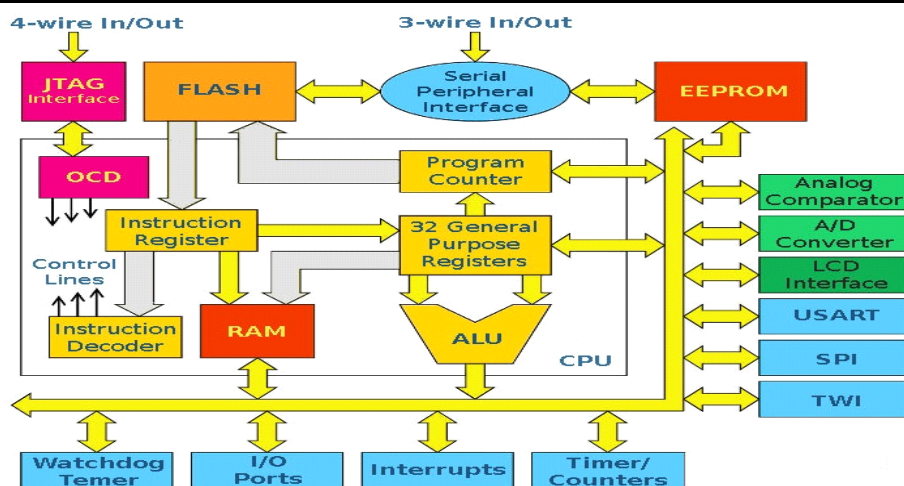 4-wire In/Out
3-wire In/Out
JTAG
Interface
FLASH
Serial
Peripheral
Interface
EEPROM
OCD
Program
Counter
Instruction
Register
32 General
Purpose
Registers
Control
Lines
Instruction
Decoder
RAM
ALU
CPU
Analog
Comparator
A/D
Converter
LCD
Interface
USART
SPI
TWI
Watchdog
Temer
I/O
Ports
Interrupts
Timer/
Counters